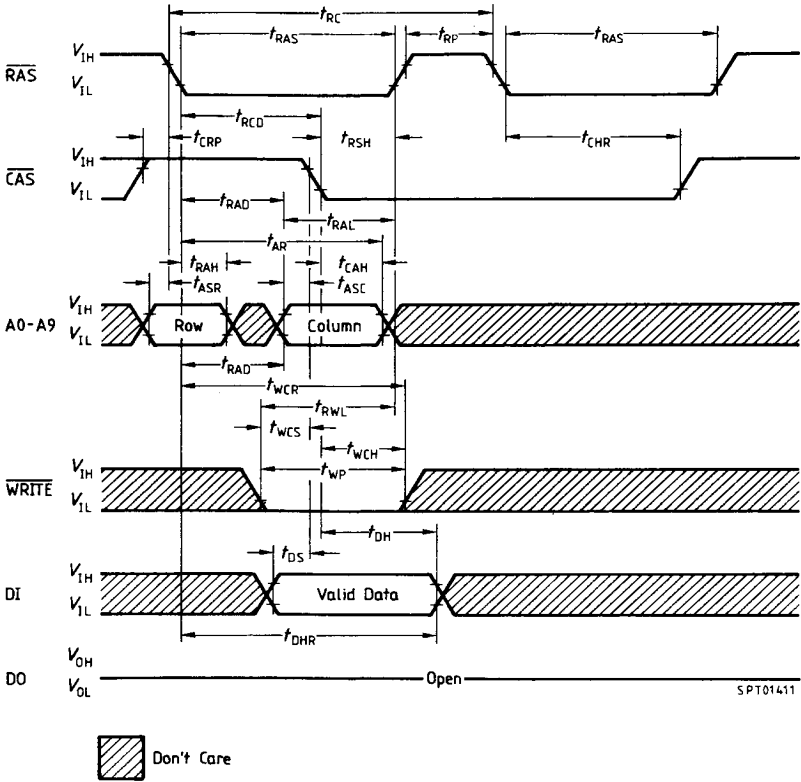 tRC
tRAS tRP tRAS
RAS VIH
VIL
tRCD
tCRP tRSH tCHR
CAS VIH
VIL
tRAD
tRAL
tAR
tRAH tCAH
tASR tASC
A0-A9 VIH
VIL
Row Column
tRAD
tWCR
tRWL
tWCS
tWCH
tWP
WRITE VIH
VIL
tDH
tDS
DI VIH
VIL
Valid Data
tDHR
DO VOH
VOL
Open
SPT01411
Don't Care